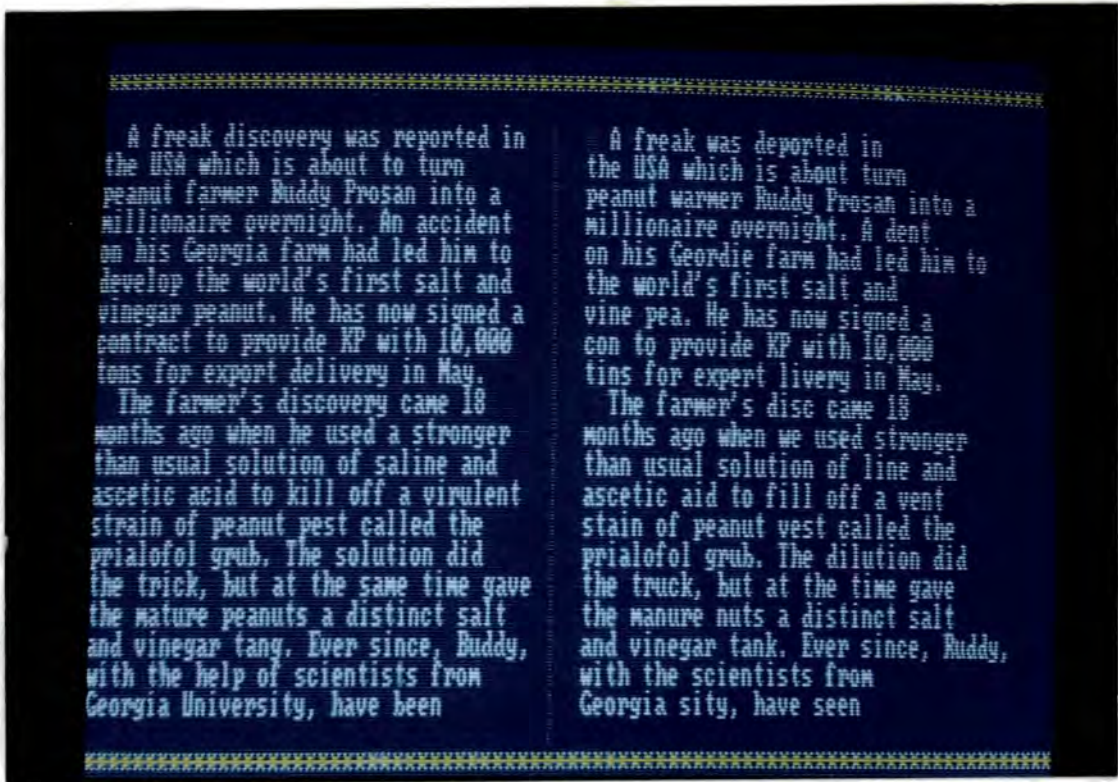 A freak discovery was reported in
the USA which is about to turn
peanut farmer Buddy Prosan into a
millionaire overnight. An accident
on his Georgia farm had led him to
develop the world's first salt and
vinegar peanut. He has now signed a
contract to provide KP with 10,000
tons for export delivery in May.
The farmer's discovery came 18
months ago when he used a stronger
than usual solution of saline and
ascetic acid to kill off a virulent
strain of peanut pest called the
prialofol grub. The solution did
the trick, but at the same time gave
the mature peanuts a distinct salt
and vinegar tang. Ever since, Buddy,
with the help of scientists from
Georgia University, have been
A freak was deported in
the USA which is about turn
peanut warmer Ruddy Prosan into a
millionaire overnight. A dent
on his Geordie farm had led him to
the world's first salt and
vine pea. He has now signed a
con to provide KP with 10,000
tins for expert livery in May.
The farmer's disc came 18
months ago when we used stronger
than usual solution of line and
ascetic aid to fill off a vent
stain of peanut vest called the
prialofol grub. The dilution did
the truck, but at the time gave
the manure nuts a distinct salt
and vinegar tank. Ever since, Ruddy,
with the scientists from
Georgia sity, have seen